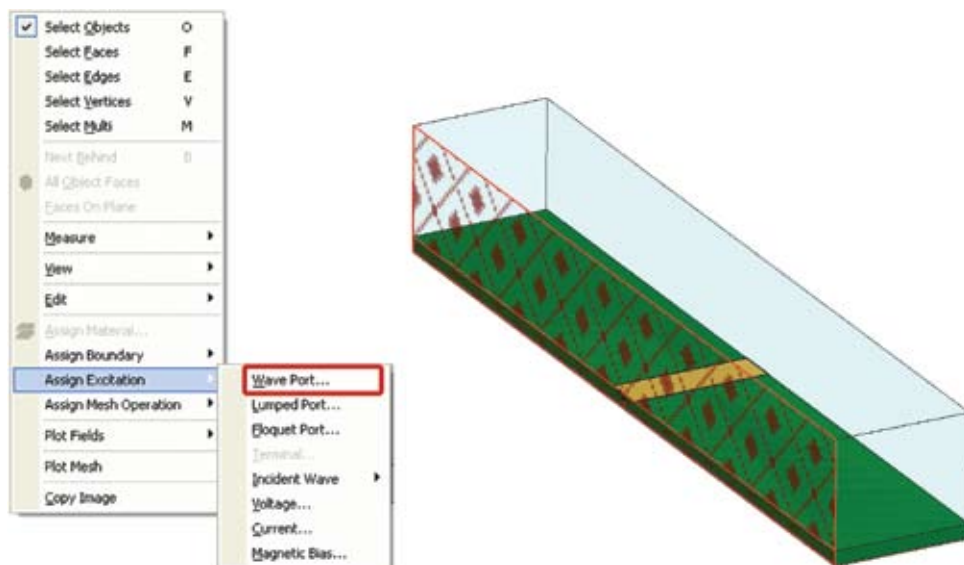 Select Objects O
Select Faces F
Select Edges E
Select Vertices V
Select Multi M
Next Behind B
All Object Faces
Faces On Plane
Measure
View
Edit
Assign Material...
Assign Boundary
Assign Excitation
Assign Mesh Operation
Plot Fields
Plot Mesh
Copy Image
Wave Port...
Lumped Port...
Floquet Port...
Terminal...
Incident Wave
Voltage...
Current...
Magnetic Bias...